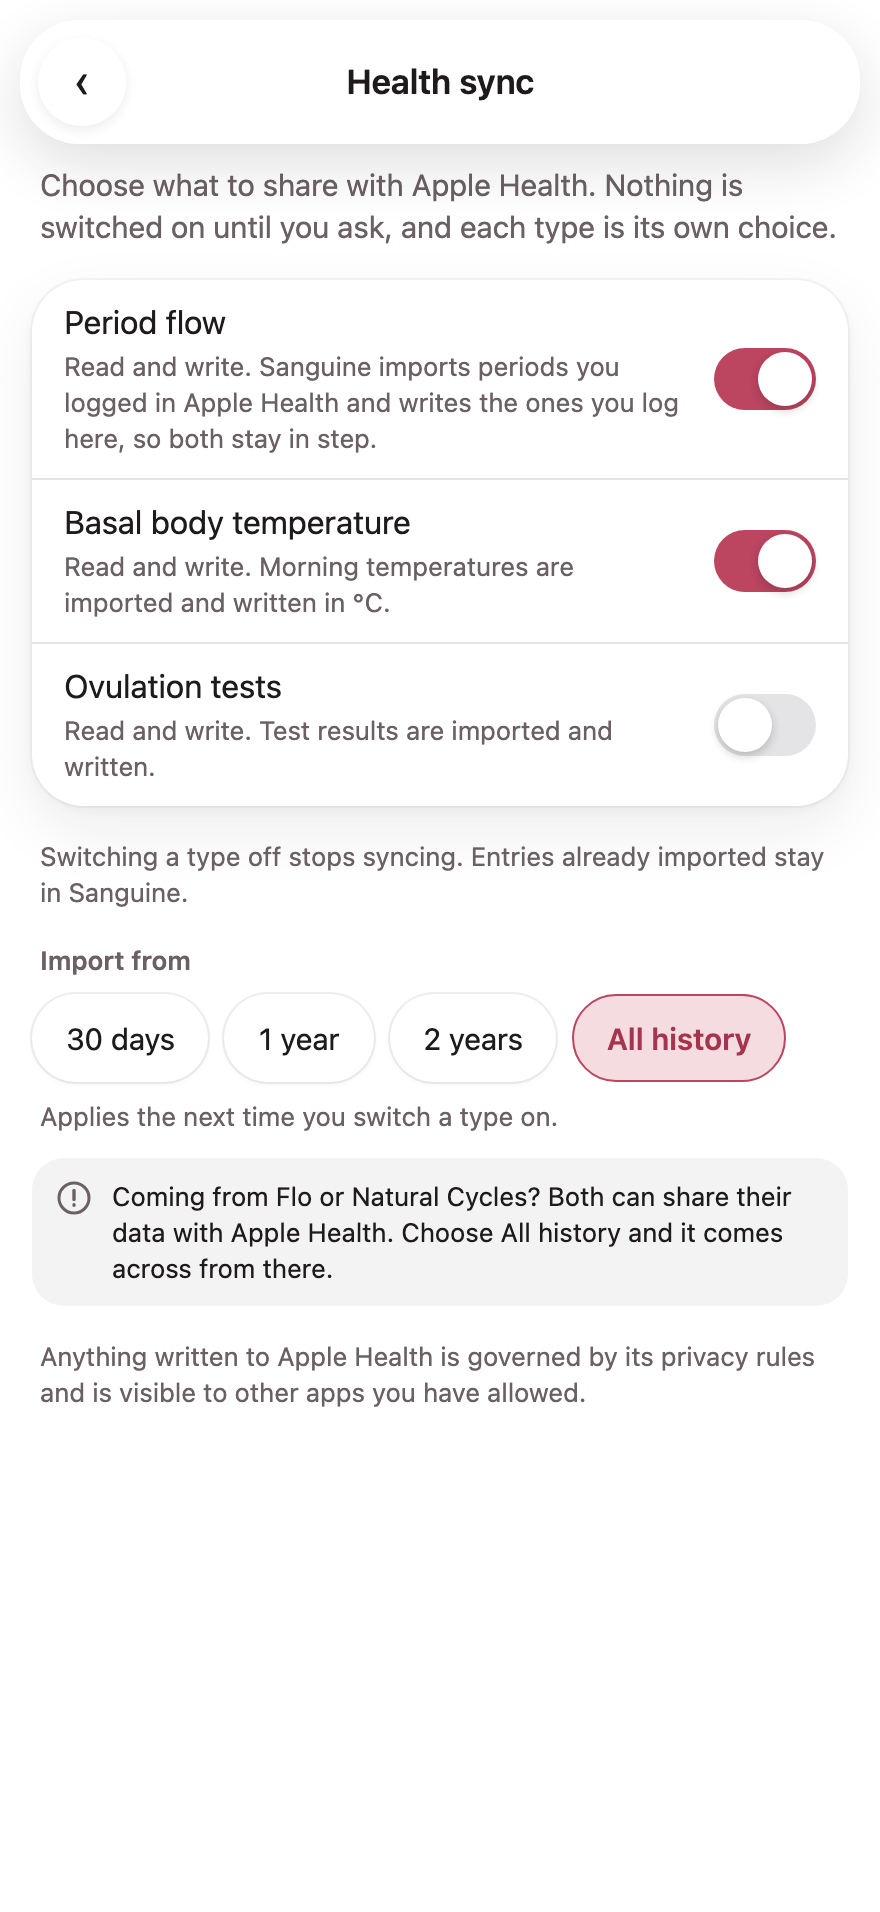 Health sync
Choose what to share with Apple Health. Nothing is
switched on until you ask, and each type is its own choice.
Period flow
Read and write. Sanguine imports periods you
logged in Apple Health and writes the ones you log
here, so both stay in step.
Basal body temperature
Read and write. Morning temperatures are
imported and written in °C.
Ovulation tests
Read and write. Test results are imported and
written.
Switching a type off stops syncing. Entries already imported stay
in Sanguine.
Import from
30 days
1 year
2 years
All history
Applies the next time you switch a type on.
Coming from Flo or Natural Cycles? Both can share their
data with Apple Health. Choose All history and it comes
across from there.
Anything written to Apple Health is governed by its privacy rules
and is visible to other apps you have allowed.